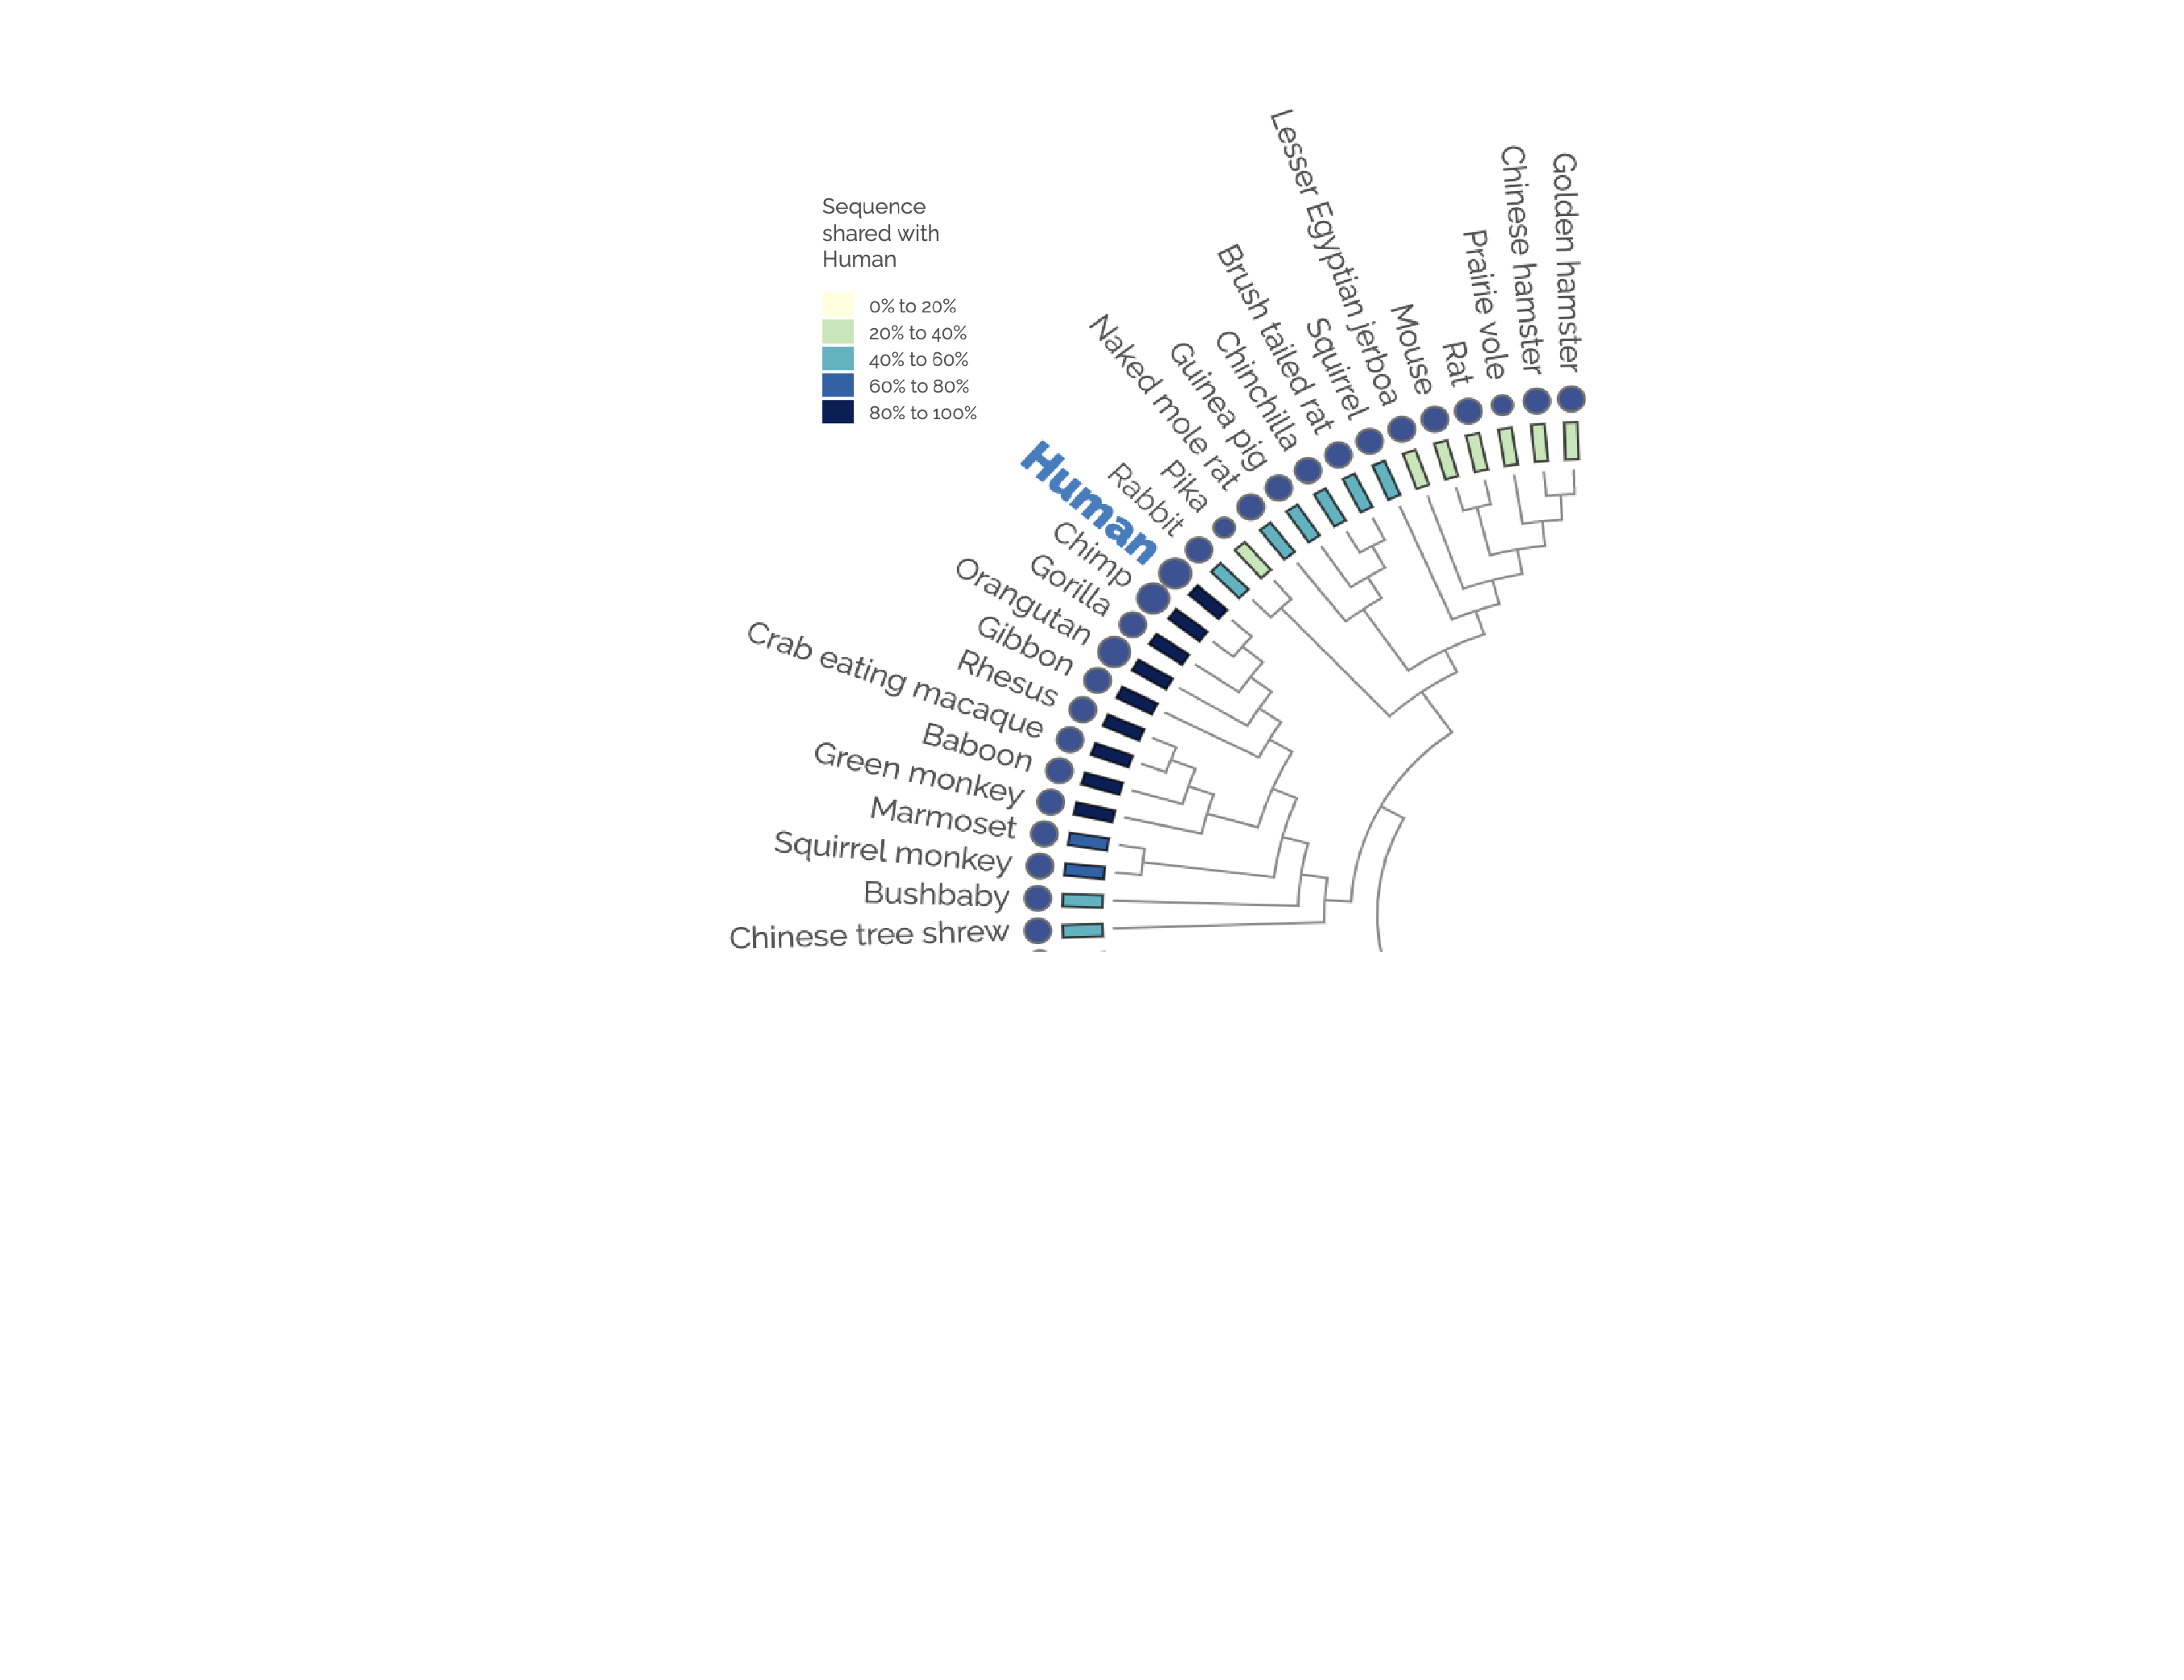 Sequence
shared with
Human
0% to 20%
20% to 40%
40% to 60%
60% to 80%
80% to 100%
Golden hamster
Chinese hamster
Prairie vole
Rat
Mouse
Lesser Egyptian jerboa
Squirrel
Brush tailed rat
Chinchilla
Guinea pig
Naked mole rat
Pika
Rabbit
Human
Chimp
Gorilla
Orangutan
Gibbon
Rhesus
Crab eating macaque
Baboon
Green monkey
Marmoset
Squirrel monkey
Bushbaby
Chinese tree shrew